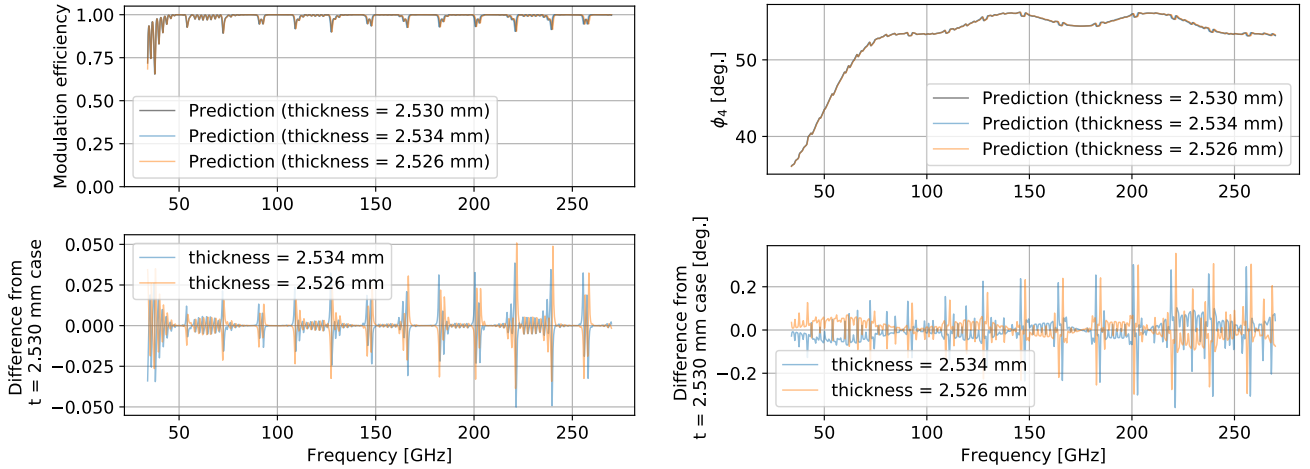 Modulation efficiency
1.00
0.75
0.50
0.25
0.00
Prediction (thickness = 2.530 mm)
Prediction (thickness = 2.534 mm)
Prediction (thickness = 2.526 mm)
50 100 150 200 250
Difference from
t = 2.530 mm case
0.050
0.025
0.000
−0.025
−0.050
thickness = 2.534 mm
thickness = 2.526 mm
50 100 150 200 250
Frequency [GHz]
ϕ4 [deg.]
50
40
Prediction (thickness = 2.530 mm)
Prediction (thickness = 2.534 mm)
Prediction (thickness = 2.526 mm)
50 100 150 200 250
Difference from
t = 2.530 mm case [deg.]
0.2
0.0
−0.2
thickness = 2.534 mm
thickness = 2.526 mm
50 100 150 200 250
Frequency [GHz]